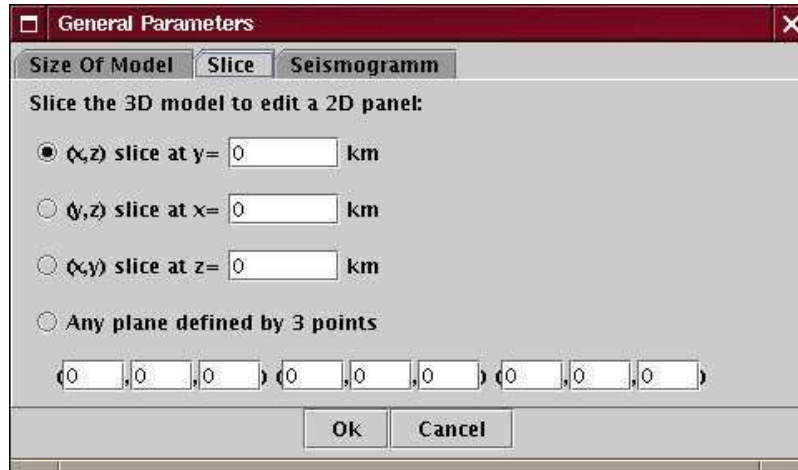 General Parameters
Size Of Model Slice Seismogramm
Slice the 3D model to edit a 2D panel:
(x,z) slice at y= 0 km
(y,z) slice at x= 0 km
(x,y) slice at z= 0 km
Any plane defined by 3 points
(0 ,0 ,0 ) (0 ,0 ,0 ) (0 ,0 ,0 )
Ok Cancel